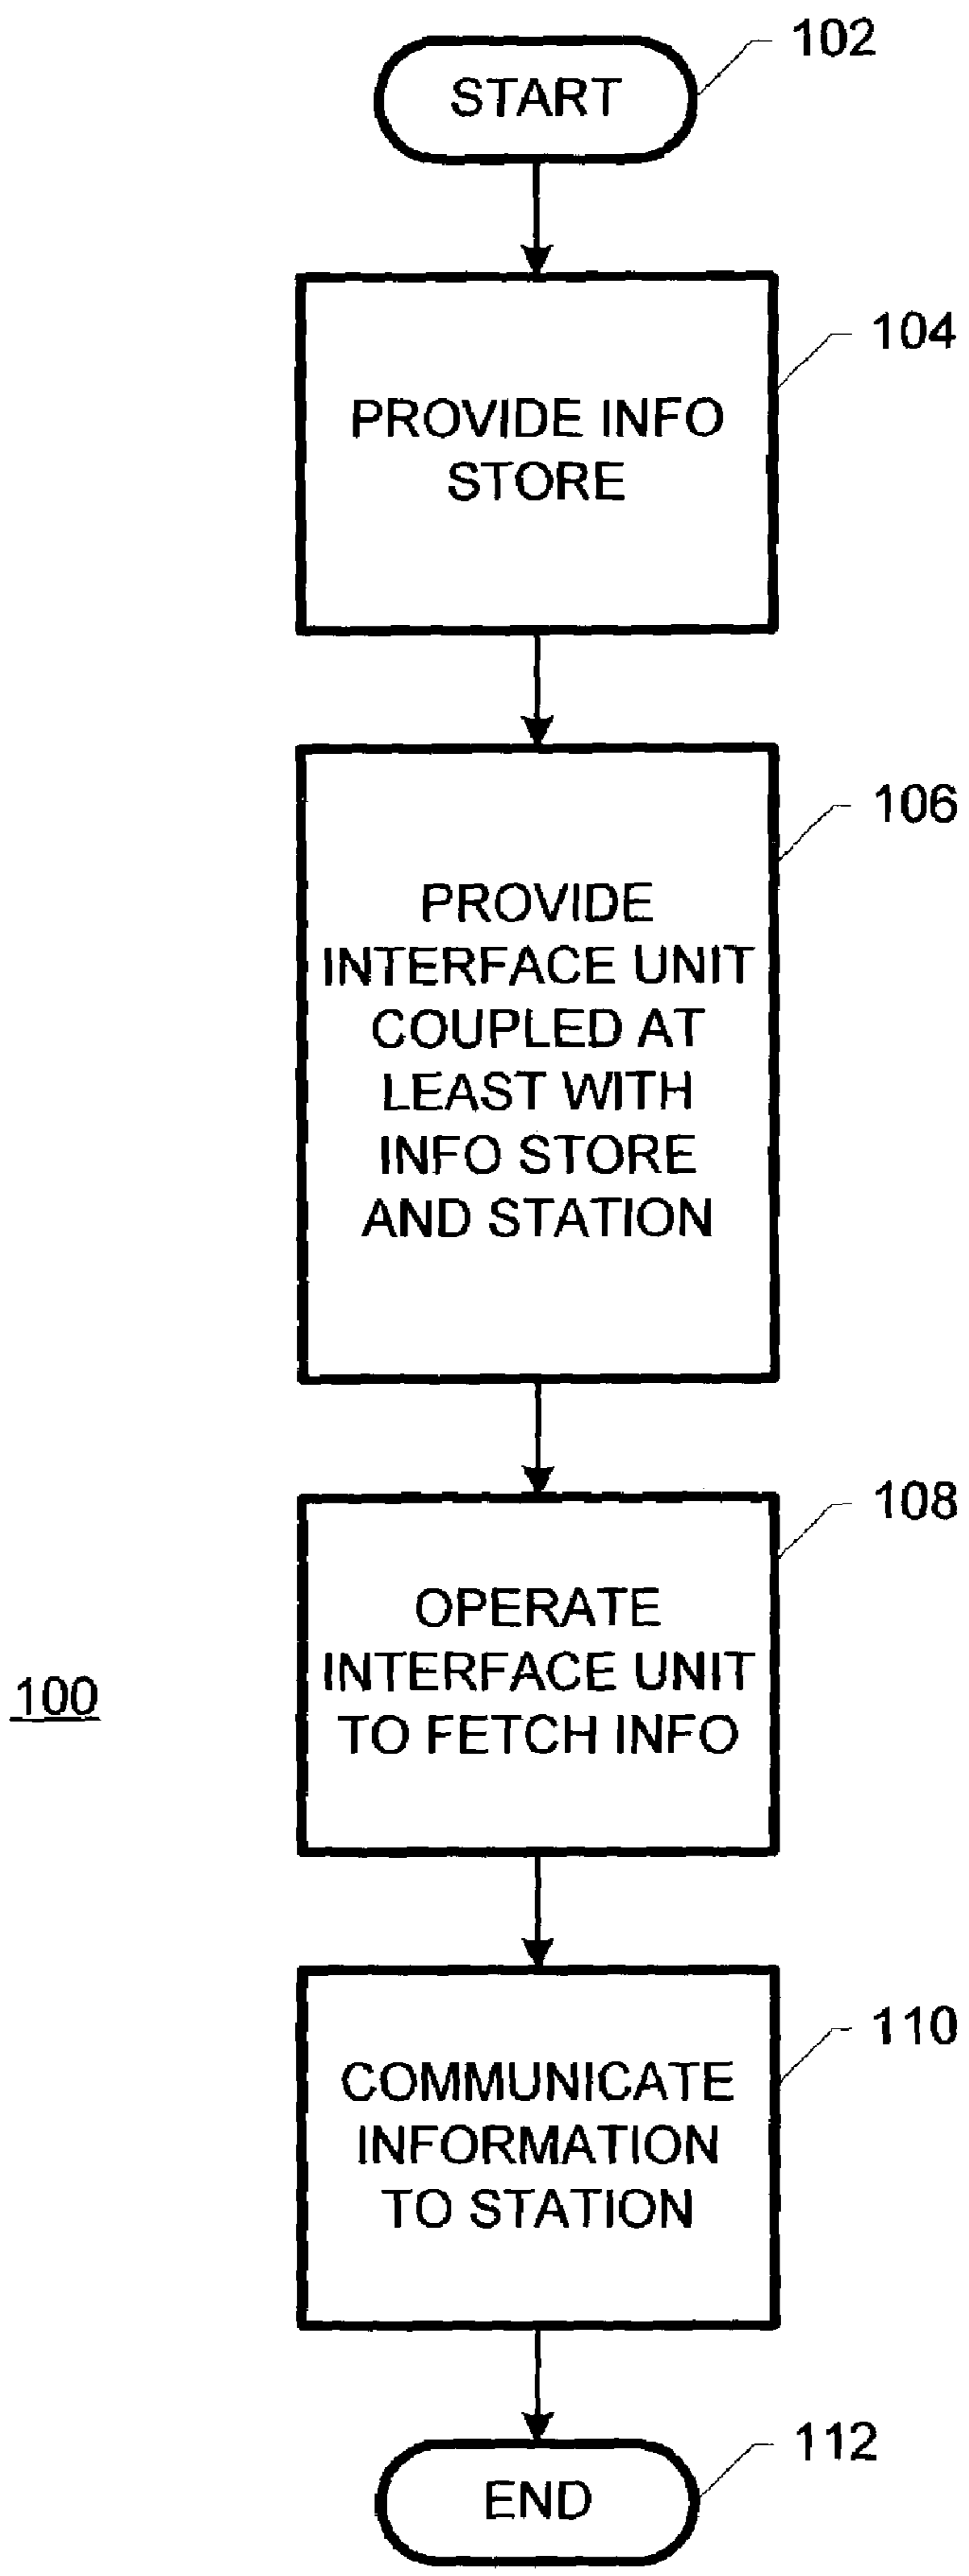 START
102
PROVIDE INFO
STORE
104
PROVIDE
INTERFACE UNIT
COUPLED AT
LEAST WITH
INFO STORE
AND STATION
106
OPERATE
INTERFACE UNIT
TO FETCH INFO
108
100
COMMUNICATE
INFORMATION
TO STATION
110
END
112